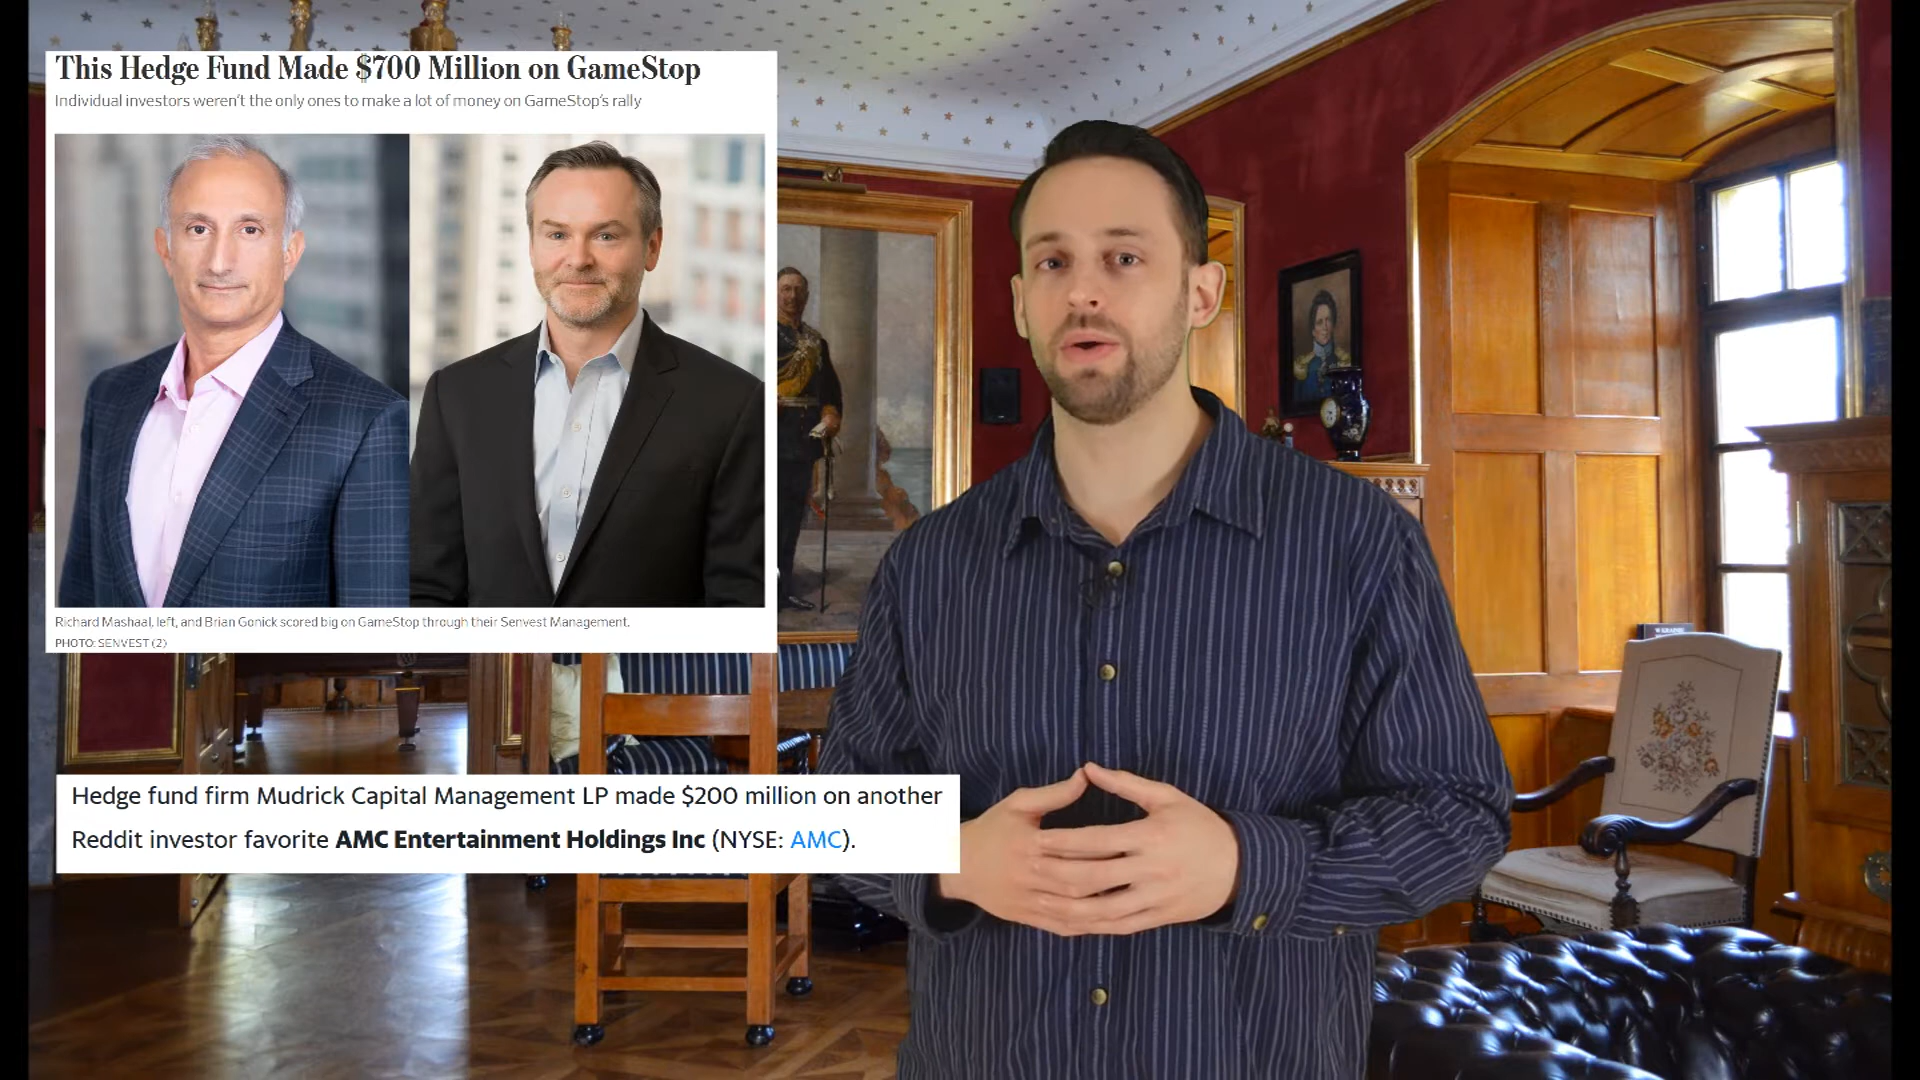 This Hedge Fund Made $700 Million on GameStop
Individual investors weren't the only ones to make a lot of money on GameStop's rally
Richard Mashaal, left, and Brian Gonick scored big on GameStop through their Senvest Management.
PHOTO: SENVEST (2)
Hedge fund firm Mudrick Capital Management LP made $200 million on another
Reddit investor favorite AMC Entertainment Holdings Inc (NYSE: AMC).